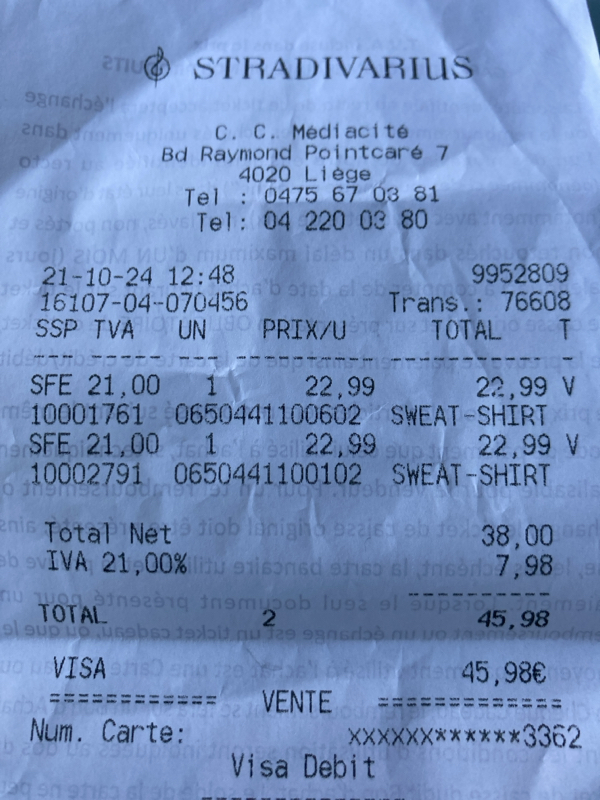 STRADIVARIUS
C. C. Médiacité
Bd Raymond Pointcaré 7
4020 Liége
Tel : 0475 67 03 81
Tel: 04 220 03 80
21-10-24 12:48 9952809
16107-04-070456 Trans.: 76608
SSP TVA UN PRIX/U TOTAL T
SFE 21,00 1 22,99 22,99 V
10001761 0650441100602 SWEAT-SHIRT
SFE 21,00 1 22,99 22,99 V
10002791 0650441100102 SWEAT-SHIRT
Total Net 38,00
IVA 21,00% 7,98
TOTAL 2 45,98
VISA 45,98€
============ VENTE ============
Num. Carte: xxxxxx******3362
Visa Debit